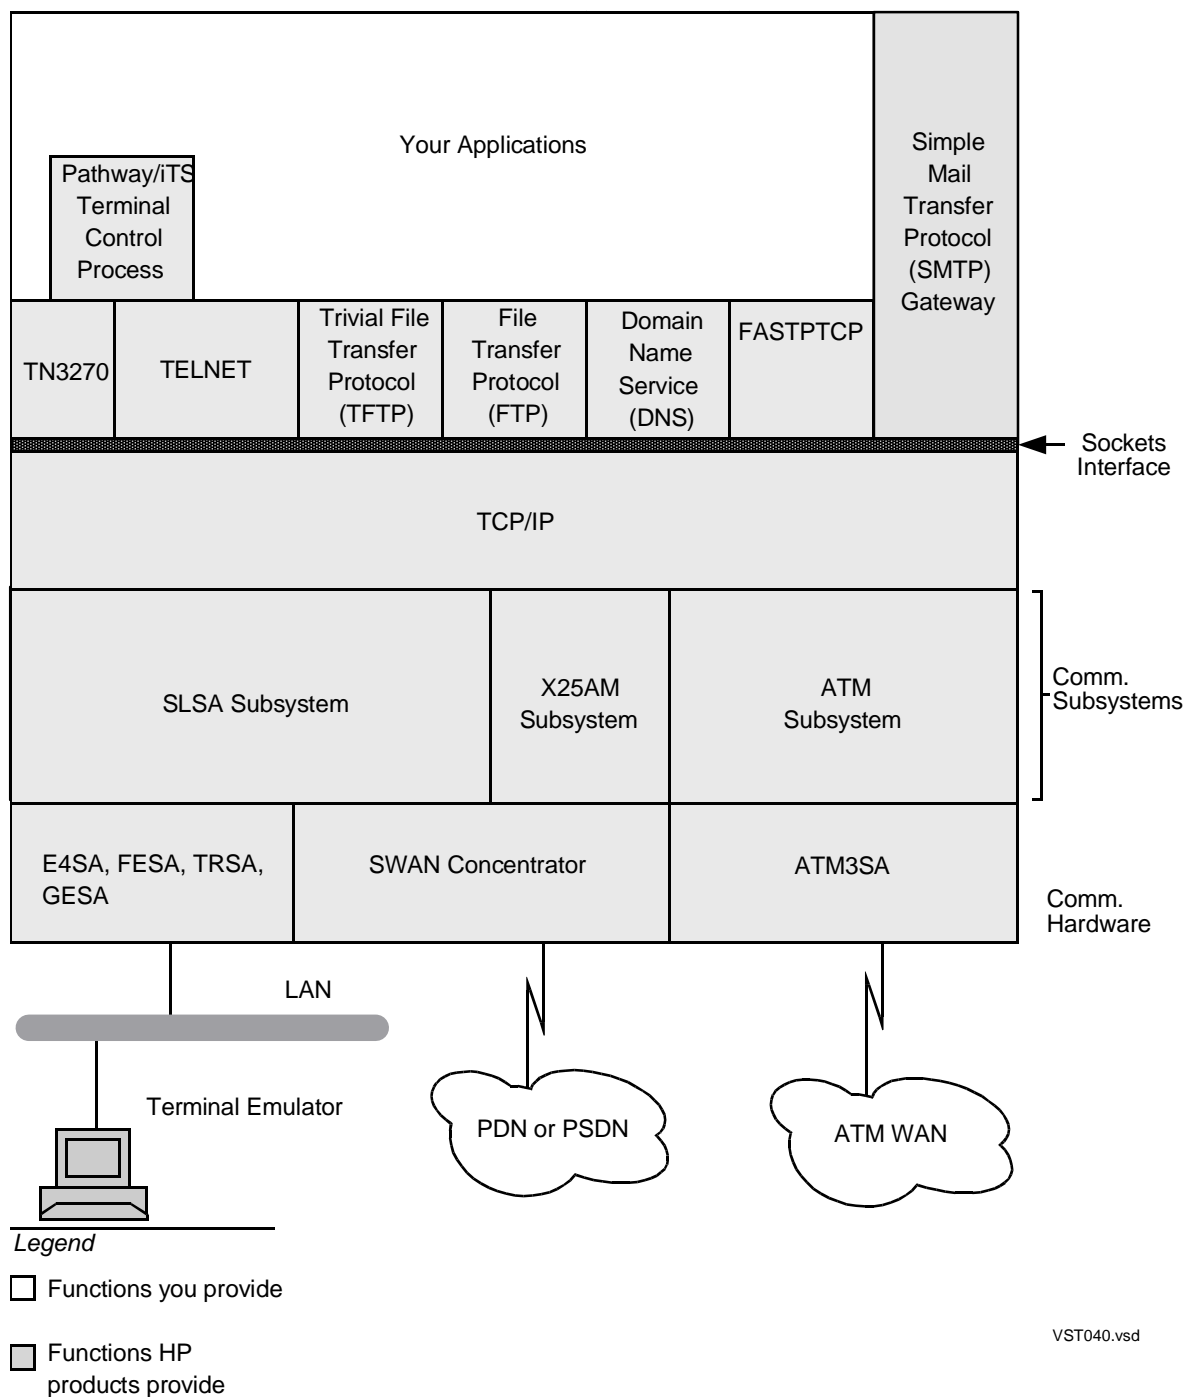 Your Applications
Simple
Mail
Transfer
Protocol
(SMTP)
Gateway
Pathway/iTS
Terminal
Control
Process
TN3270
TELNET
Trivial File
Transfer
Protocol
(TFTP)
File
Transfer
Protocol
(FTP)
Domain
Name
Service
(DNS)
FASTPTCP
Sockets
Interface
TCP/IP
SLSA Subsystem
X25AM
Subsystem
ATM
Subsystem
Comm.
Subsystems
E4SA, FESA, TRSA,
GESA
SWAN Concentrator
ATM3SA
Comm.
Hardware
LAN
Terminal Emulator
PDN or PSDN
ATM WAN
Legend
Functions you provide
Functions HP
products provide
VST040.vsd